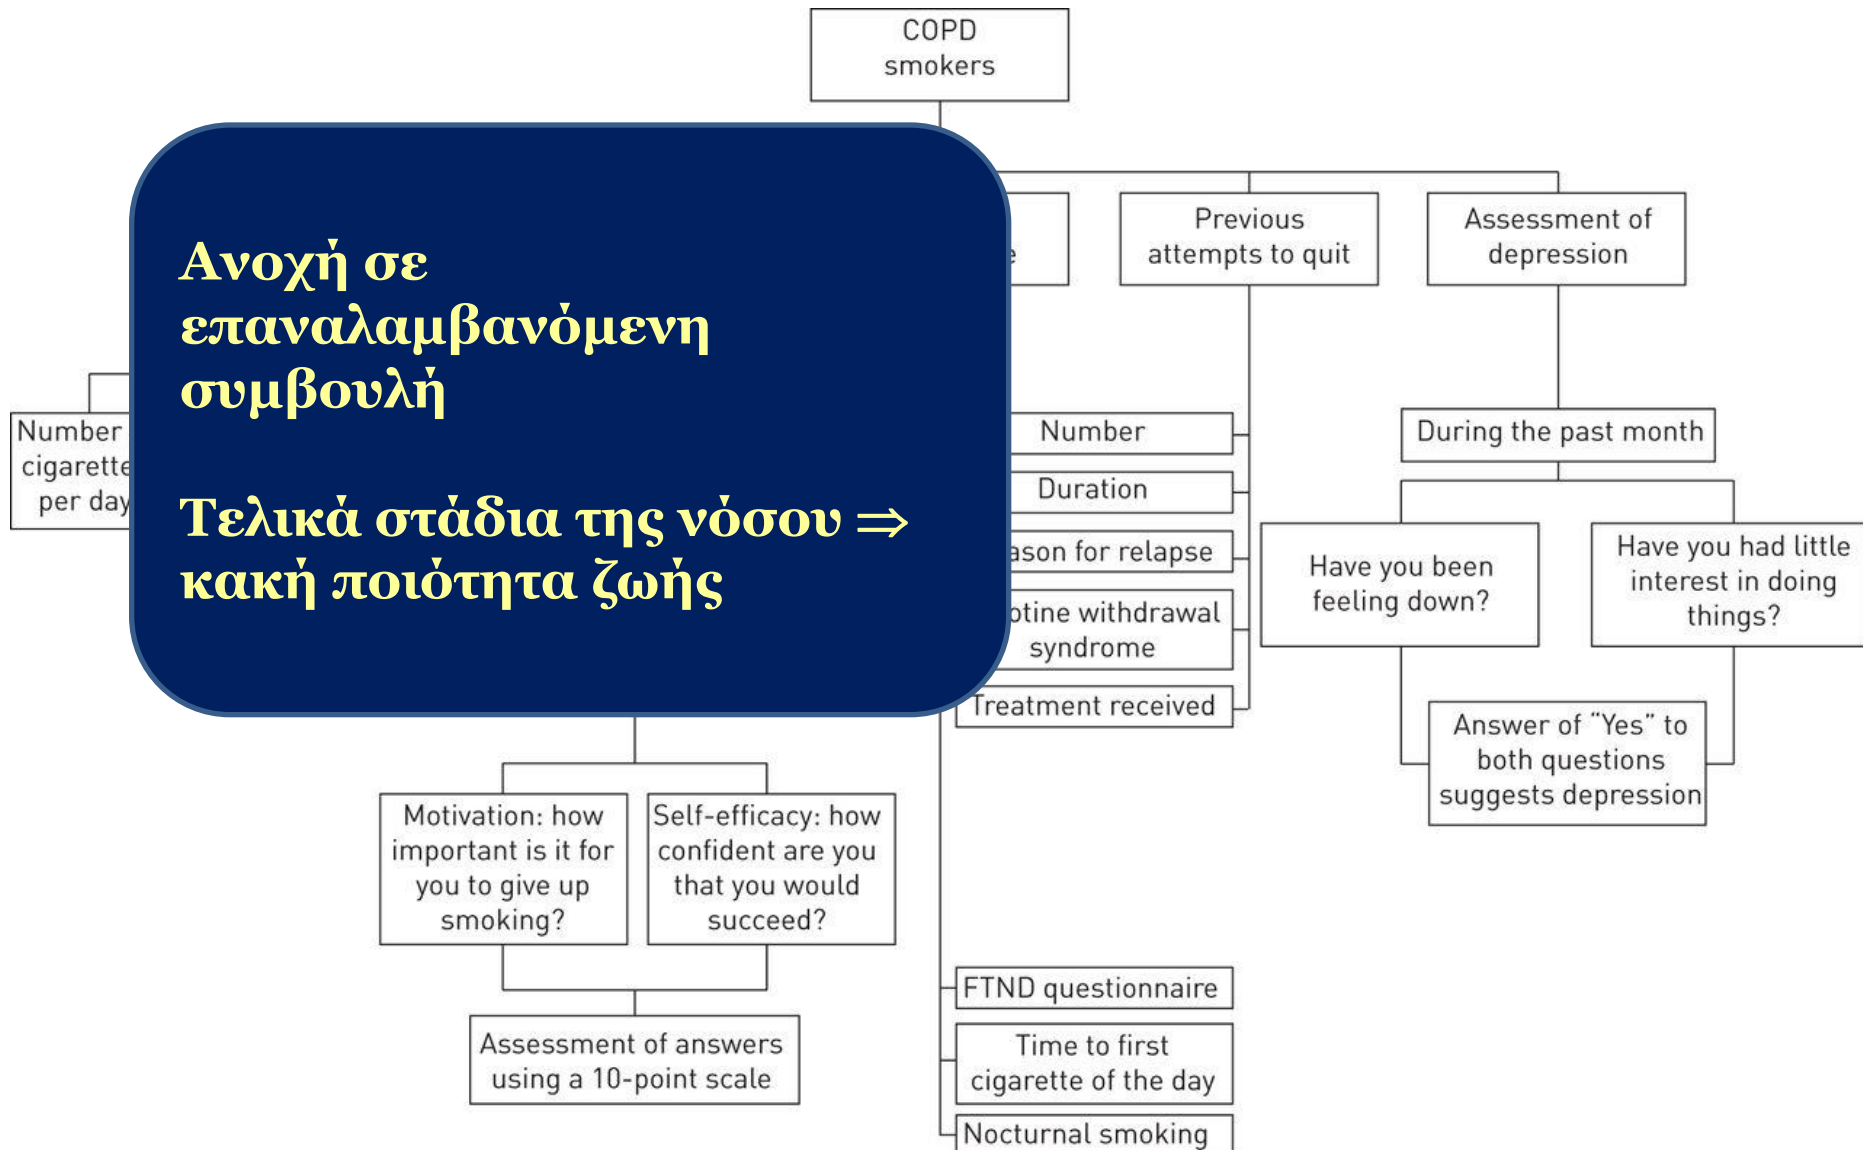 COPD
smokers
Ανοχή σε
επαναλαμβανόμενη
συμβουλή
Τελικά στάδια της νόσου ⇒
κακή ποιότητα ζωής
Previous
attempts to quit
Assessment of
depression
Number
cigarette
per day
Number
Duration
for relapse
withdrawal
syndrome
Treatment received
During the past month
Have you been
feeling down?
Have you had little
interest in doing
things?
Answer of “Yes” to
both questions
suggests depression
Motivation: how
important is it for
you to give up
smoking?
Self-efficacy: how
confident are you
that you would
succeed?
Assessment of answers
using a 10-point scale
FTND questionnaire
Time to first
cigarette of the day
Nocturnal smoking